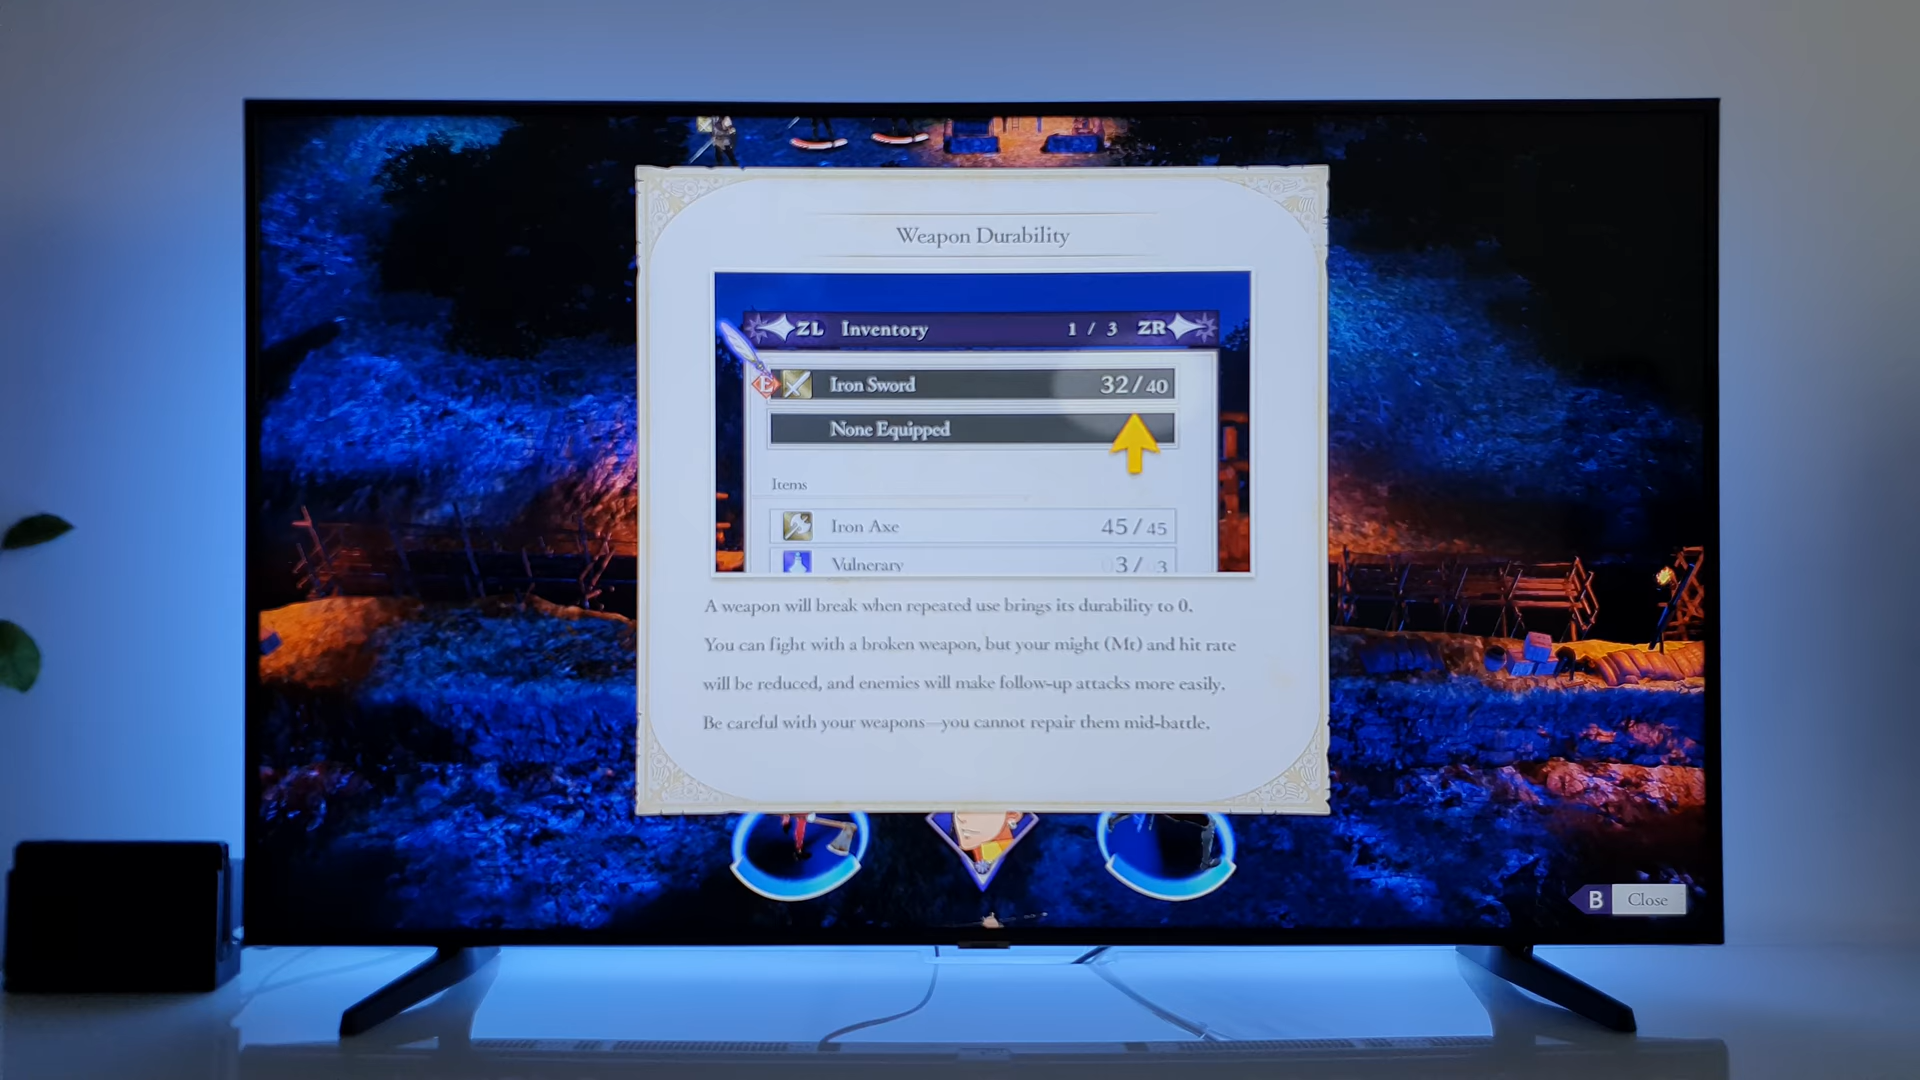 Weapon Durability
ZL Inventory 1 / 3 ZR
E Iron Sword 32/40
None Equipped
Items
Iron Axe 45/45
Vulnerary 03/03
A weapon will break when repeated use brings its durability to 0.
You can fight with a broken weapon, but your might (Mt) and hit rate
will be reduced, and enemies will make follow-up attacks more easily.
Be careful with your weapons—you cannot repair them mid-battle.
B Close